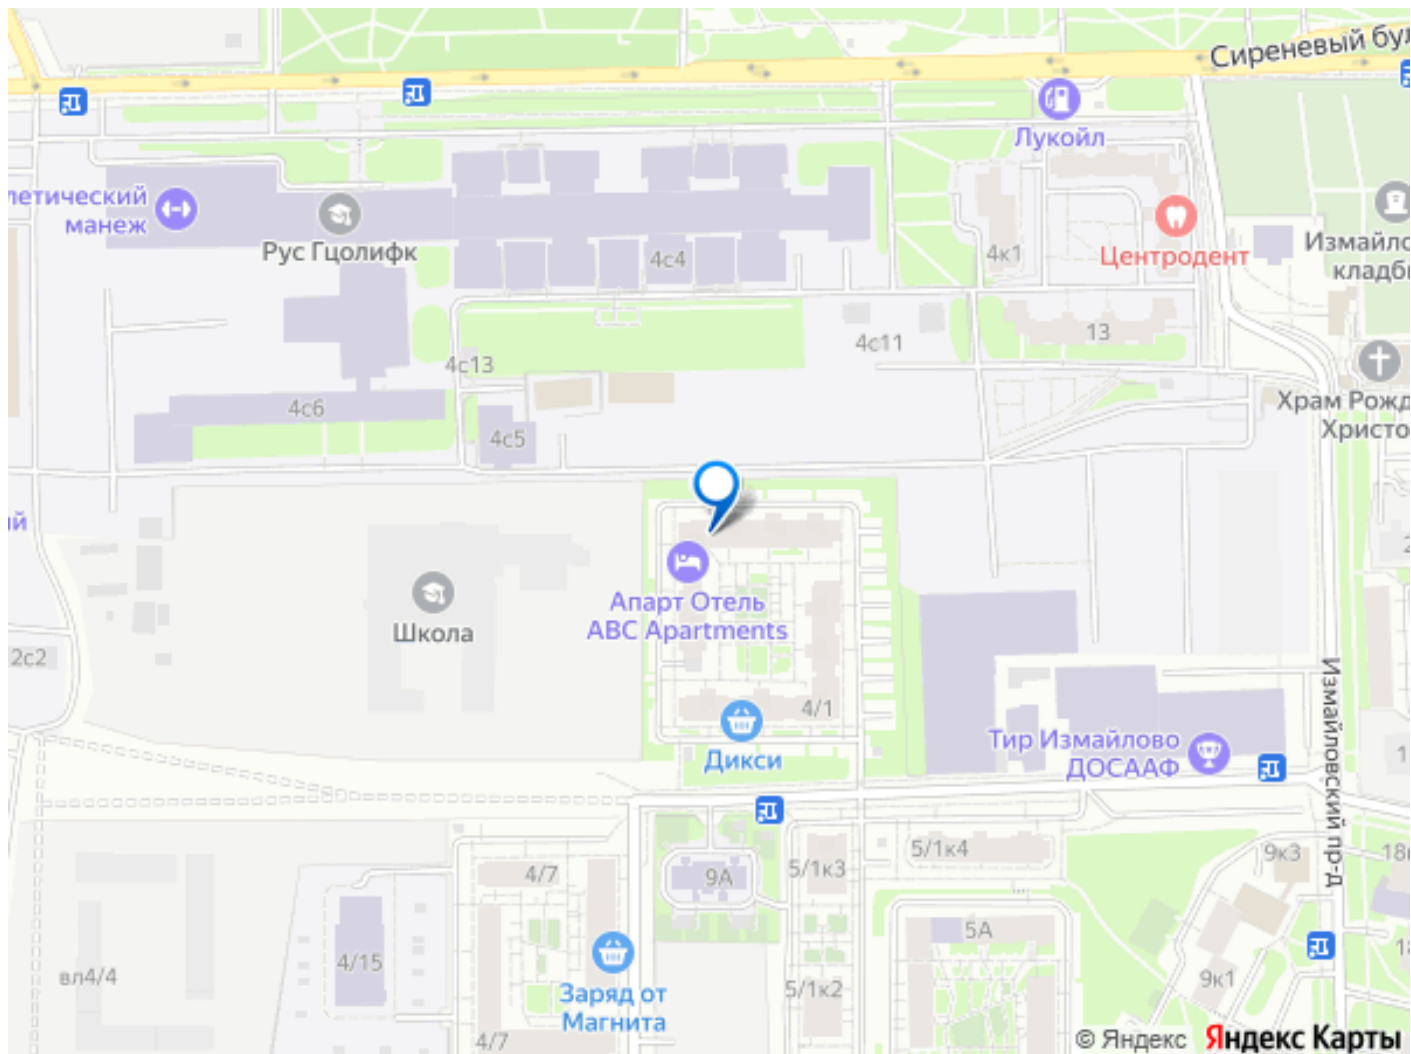 Сиреневый бул
Лукойл
летический
манеж
Рус Гцолифк
4с4
4к1
Центродент
Измайло
кладб
13
4с11
4с13
4с6
4с5
Храм Рожд
Христо
ий
Школа
Апарт Отель
ABC Apartments
2с2
4/1
Дикси
Тир Измайлово
ДОСААФ
Измайловский пр-д
5/1к4
9к3
18
4/7
9А
5/1к3
5А
4/15
вл4/4
9к1
18
5/1к2
Заряд от
Магнита
4/7
© Яндекс Яндекс Карты